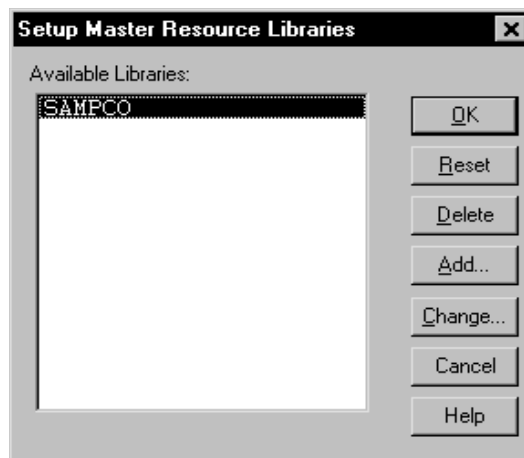 Setup Master Resource Libraries
Available Libraries:
SAMPCO
OK
Reset
Delete
Add...
Change...
Cancel
Help